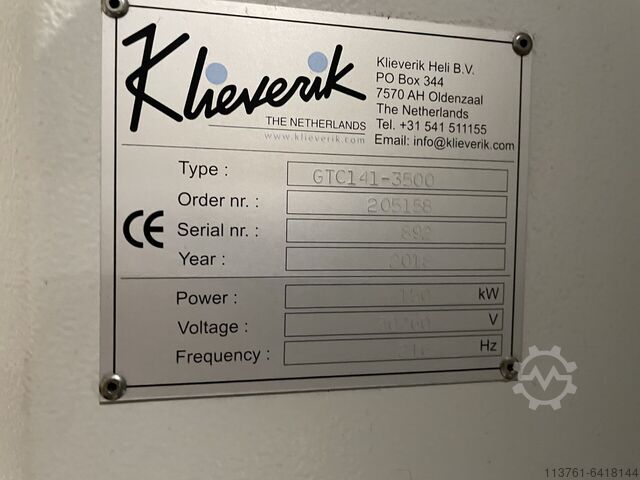 Klieverik
THE NETHERLANDS
www.klieverik.com
Klieverik Heli B.V.
PO Box 344
7570 AH Oldenzaal
The Netherlands
Tel. +31 541 511155
Email: info@klieverik.com
Type : GTC141-3500
Order nr. : 205158
CE
Serial nr. : 892
Year :
Power : kW
Voltage : V
Frequency : Hz
113761-6418144